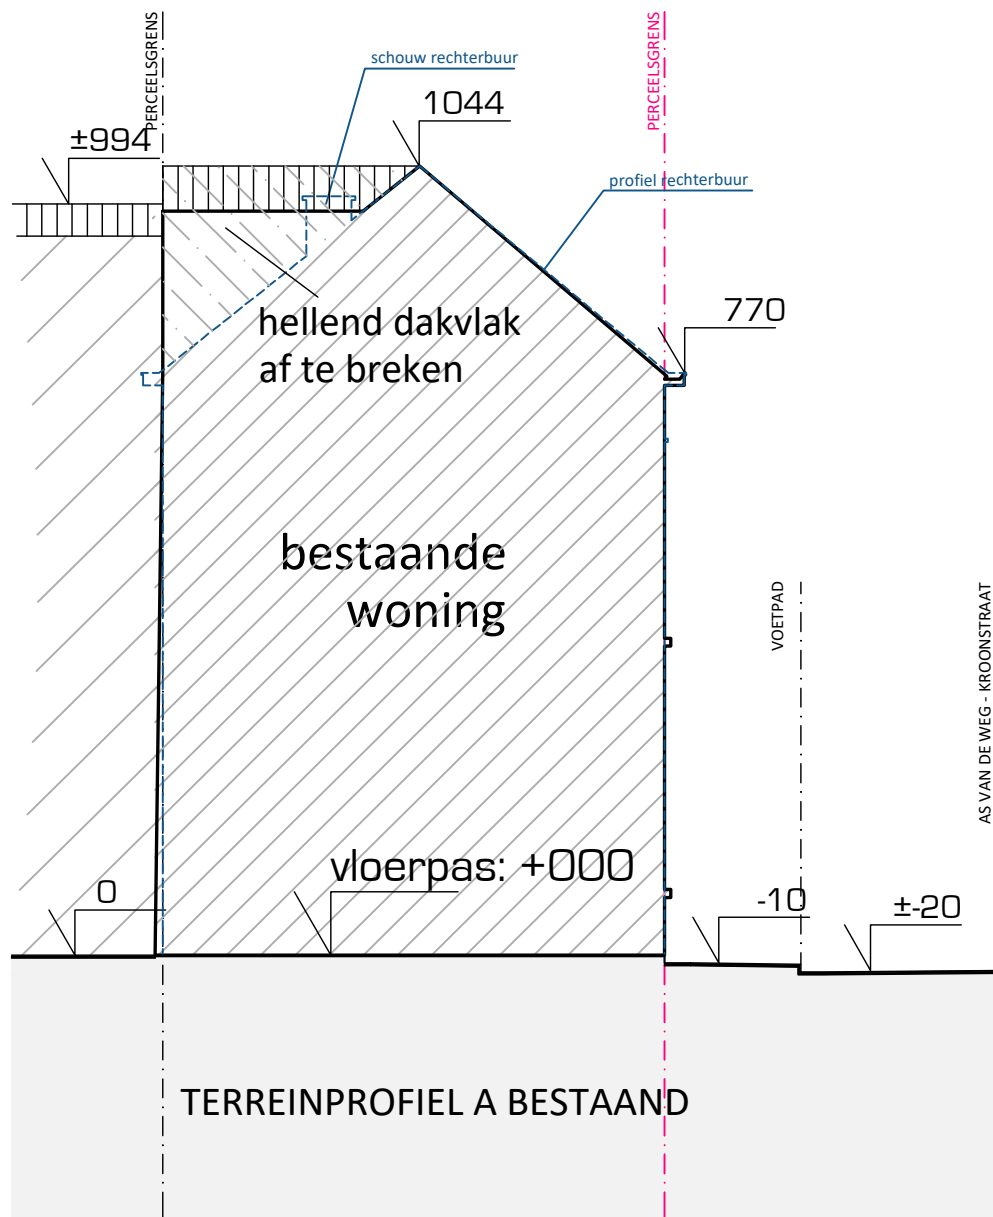 PERCEELSGRENS
PERCEELSGRENS
schouw rechterbuur
1044
±994
profiel rechterbuur
770
hellend dakvlak
af te breken
bestaande
woning
VOETPAD
AS VAN DE WEG - KROONSTRAAT
vloerpas: +000
0
-10
±-20
TERREINPROFIEL A BESTAAND